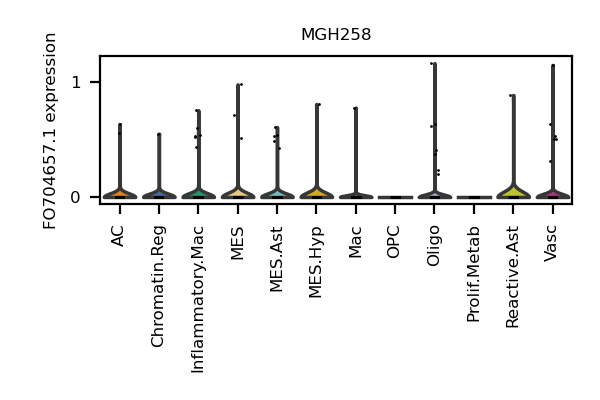 MGH258
FO704657.1 expression
1
0
AC
Chromatin.Reg
Inflammatory.Mac
MES
MES.Ast
MES.Hyp
Mac
OPC
Oligo
Prolif.Metab
Reactive.Ast
Vasc